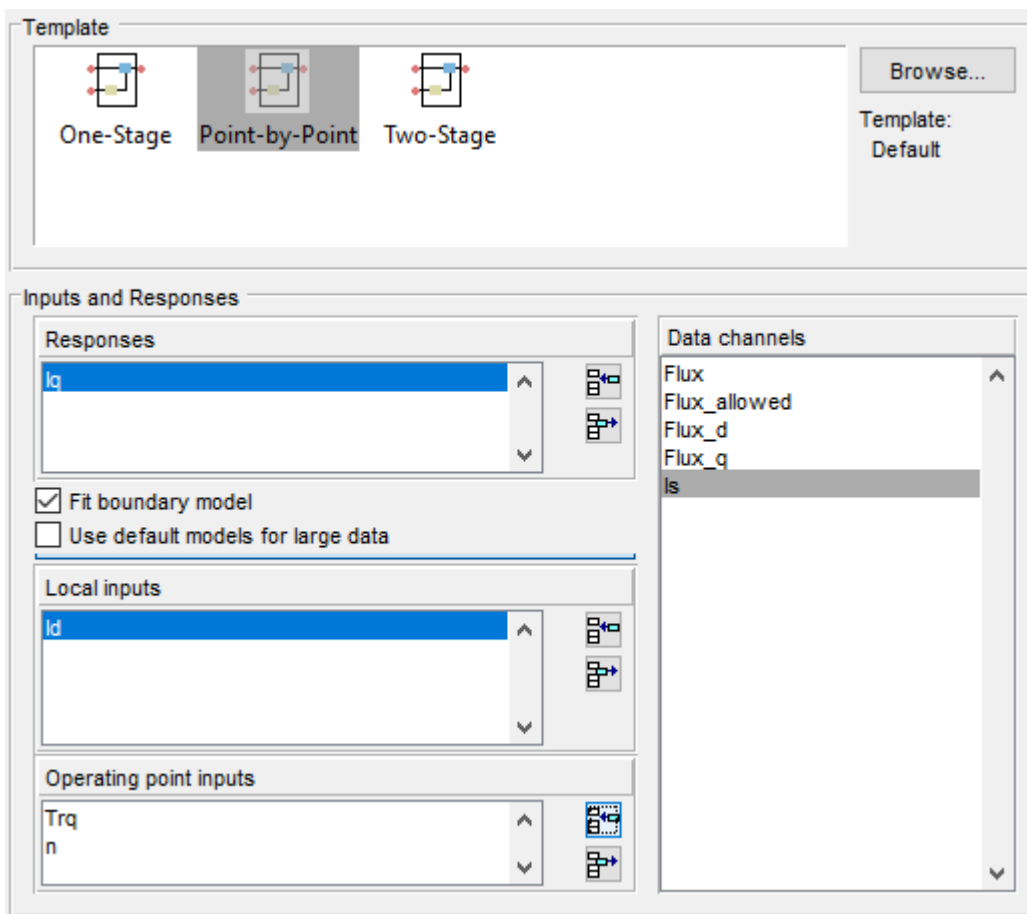 Template
One-Stage
Point-by-Point
Two-Stage
Browse...
Template:
Default
Inputs and Responses
Responses
Iq
Fit boundary model
Use default models for large data
Local inputs
Id
Operating point inputs
Trq
n
Data channels
Flux
Flux_allowed
Flux_d
Flux_q
Is